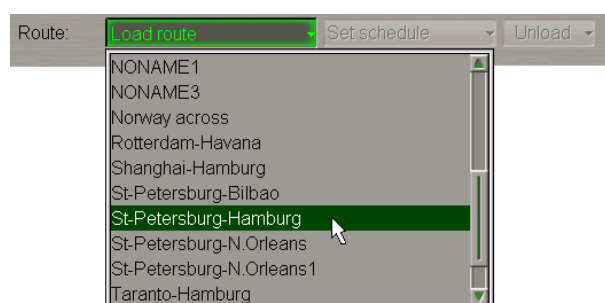 Route: Load route Set schedule Unload
NONAME1
NONAME3
Norway across
Rotterdam-Havana
Shanghai-Hamburg
St-Petersburg-Bilbao
St-Petersburg-Hamburg
St-Petersburg-N.Orleans
St-Petersburg-N.Orleans1
Taranto-Hamburg